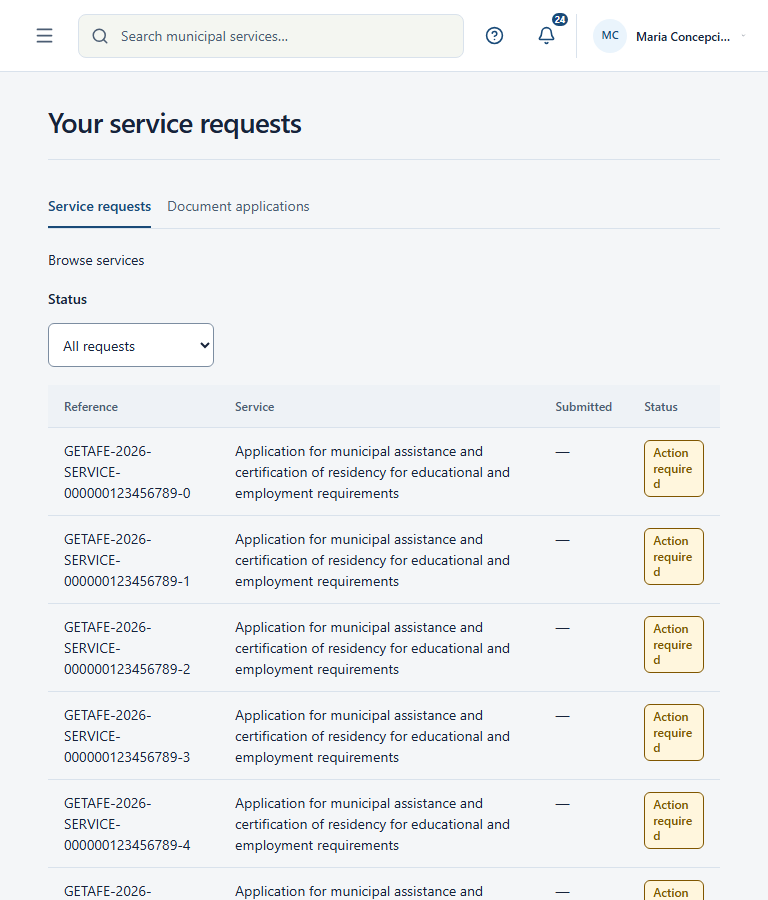 Search municipal services...
24
MC
Maria Concepci...
Your service requests
Service requests
Document applications
Browse services
Status
All requests
Reference
Service
Submitted
Status
GETAFE-2026-
SERVICE-
000000123456789-0
Application for municipal assistance and
certification of residency for educational and
employment requirements
—
Action
require
d
GETAFE-2026-
SERVICE-
000000123456789-1
Application for municipal assistance and
certification of residency for educational and
employment requirements
—
Action
require
d
GETAFE-2026-
SERVICE-
000000123456789-2
Application for municipal assistance and
certification of residency for educational and
employment requirements
—
Action
require
d
GETAFE-2026-
SERVICE-
000000123456789-3
Application for municipal assistance and
certification of residency for educational and
employment requirements
—
Action
require
d
GETAFE-2026-
SERVICE-
000000123456789-4
Application for municipal assistance and
certification of residency for educational and
employment requirements
—
Action
require
d
GETAFE-2026-
Application for municipal assistance and
—
Action